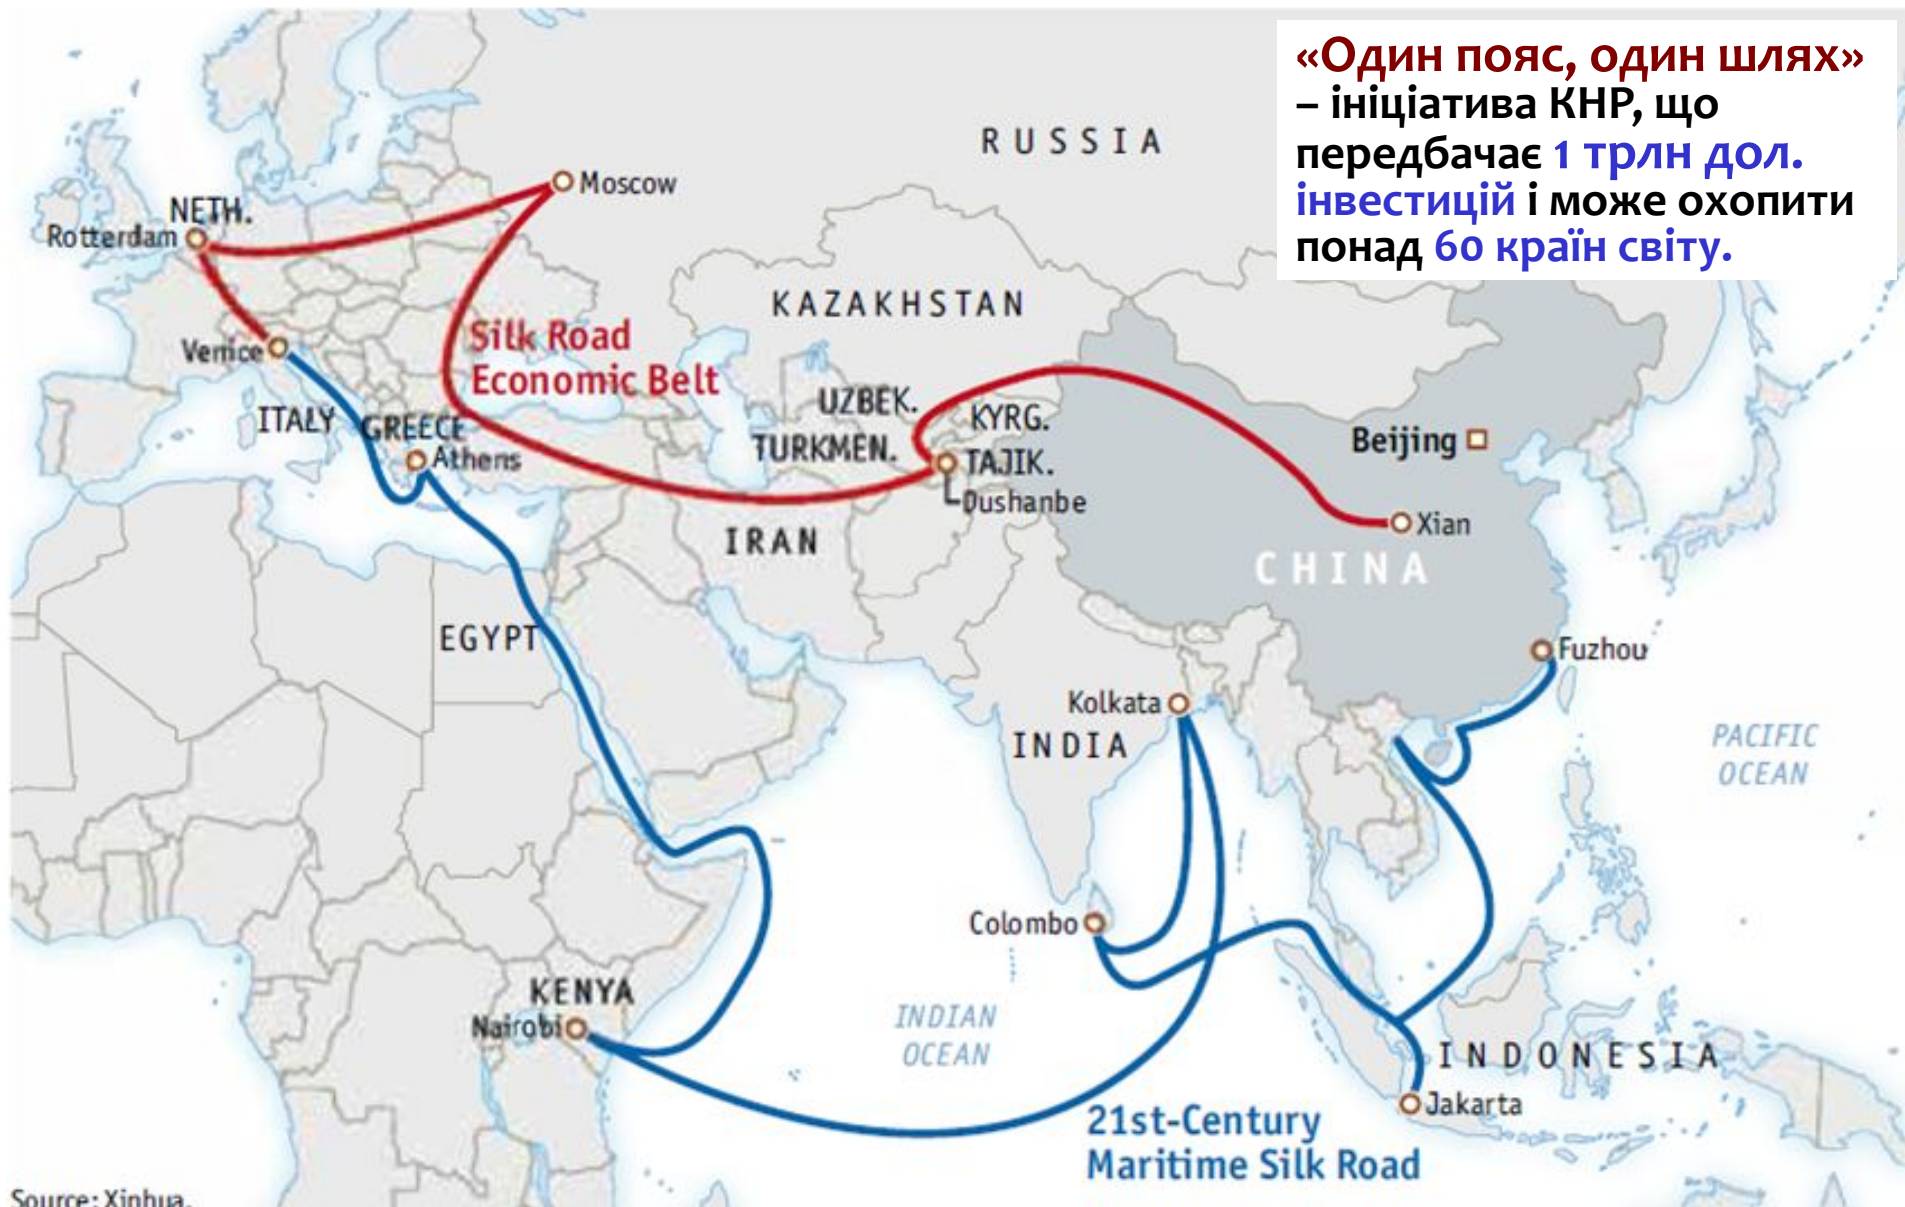 «Один пояс, один шлях»
– ініціатива КНР, що
передбачає 1 трлн дол.
інвестицій і може охопити
понад 60 країн світу.
RUSSIA
Moscow
NETH.
Rotterdam
KAZAKHSTAN
Silk Road
Economic Belt
Venice
UZBEK.
KYRG.
ITALY
GREECE
TURKMEN.
Beijing
Athens
TAJIK.
Dushanbe
Xian
IRAN
CHINA
EGYPT
Fuzhou
Kolkata
INDIA
PACIFIC
OCEAN
Colombo
KENYA
Nairobi
INDIAN
OCEAN
INDONESIA
Jakarta
21st-Century
Maritime Silk Road
Source: Xinhua.